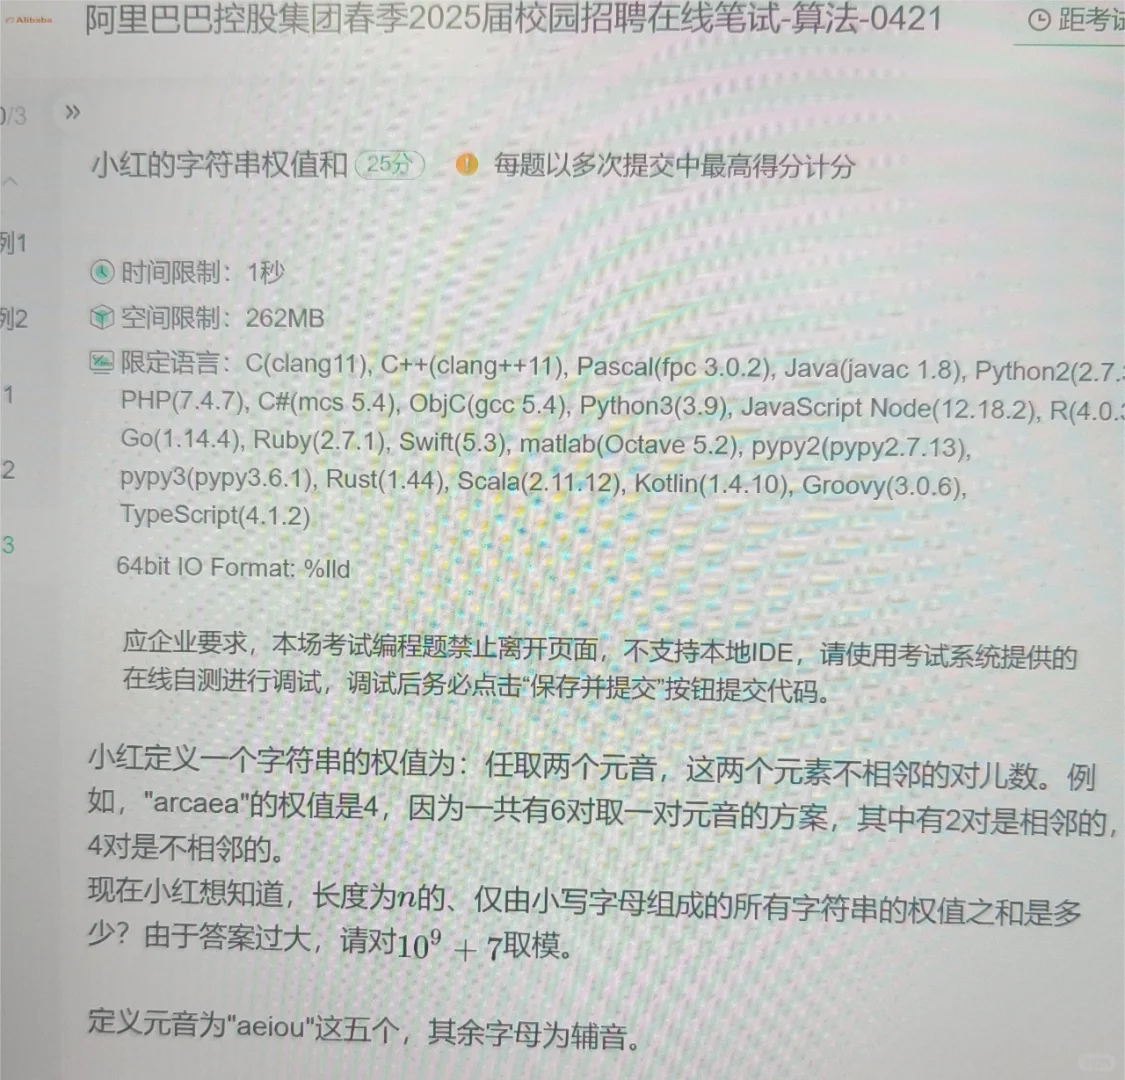 Alibaba
阿里巴巴控股集团春季2025届校园招聘在线笔试-算法-0421
距考试
0/3
»
小红的字符串权值和 25分 每题以多次提交中最高得分计分
例1
时间限制：1秒
例2
空间限制：262MB
限定语言：C(clang11), C++(clang++11), Pascal(fpc 3.0.2), Java(javac 1.8), Python2(2.7.
1
PHP(7.4.7), C#(mcs 5.4), ObjC(gcc 5.4), Python3(3.9), JavaScript Node(12.18.2), R(4.0.
Go(1.14.4), Ruby(2.7.1), Swift(5.3), matlab(Octave 5.2), pypy2(pypy2.7.13),
2
pypy3(pypy3.6.1), Rust(1.44), Scala(2.11.12), Kotlin(1.4.10), Groovy(3.0.6),
TypeScript(4.1.2)
3
64bit IO Format: %lld
应企业要求，本场考试编程题禁止离开页面，不支持本地IDE，请使用考试系统提供的
在线自测进行调试，调试后务必点击“保存并提交”按钮提交代码。
小红定义一个字符串的权值为：任取两个元音，这两个元素不相邻的对儿数。例
如，"arcaea"的权值是4，因为一共有6对取一对元音的方案，其中有2对是相邻的，
4对是不相邻的。
现在小红想知道，长度为n的、仅由小写字母组成的所有字符串的权值之和是多
少？由于答案过大，请对10⁹ + 7取模。
定义元音为"aeiou"这五个，其余字母为辅音。